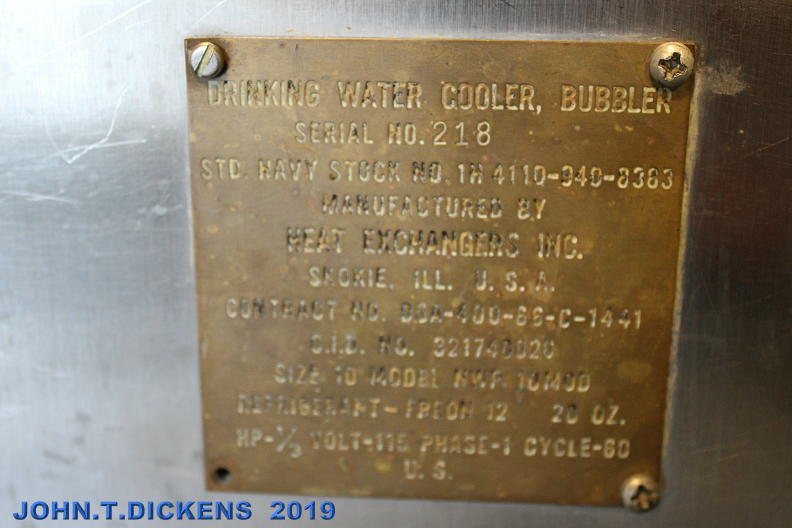 DRINKING WATER COOLER, BUBBLER
SERIAL NO. 218
STD. NAVY STOCK NO. 1H 4110-940-8383
MANUFACTURED BY
HEAT EXCHANGERS INC.
SKOKIE, ILL. U. S. A.
CONTRACT NO. DSA-400-66-C-1441
C.I.D. NO. 321740020
SIZE 10 MODEL
REFRIGERANT-FREON 12 20 OZ.
HP-1/3 VOLT-115 PHASE-1 CYCLE-60
U. S.
JOHN.T.DICKENS 2019